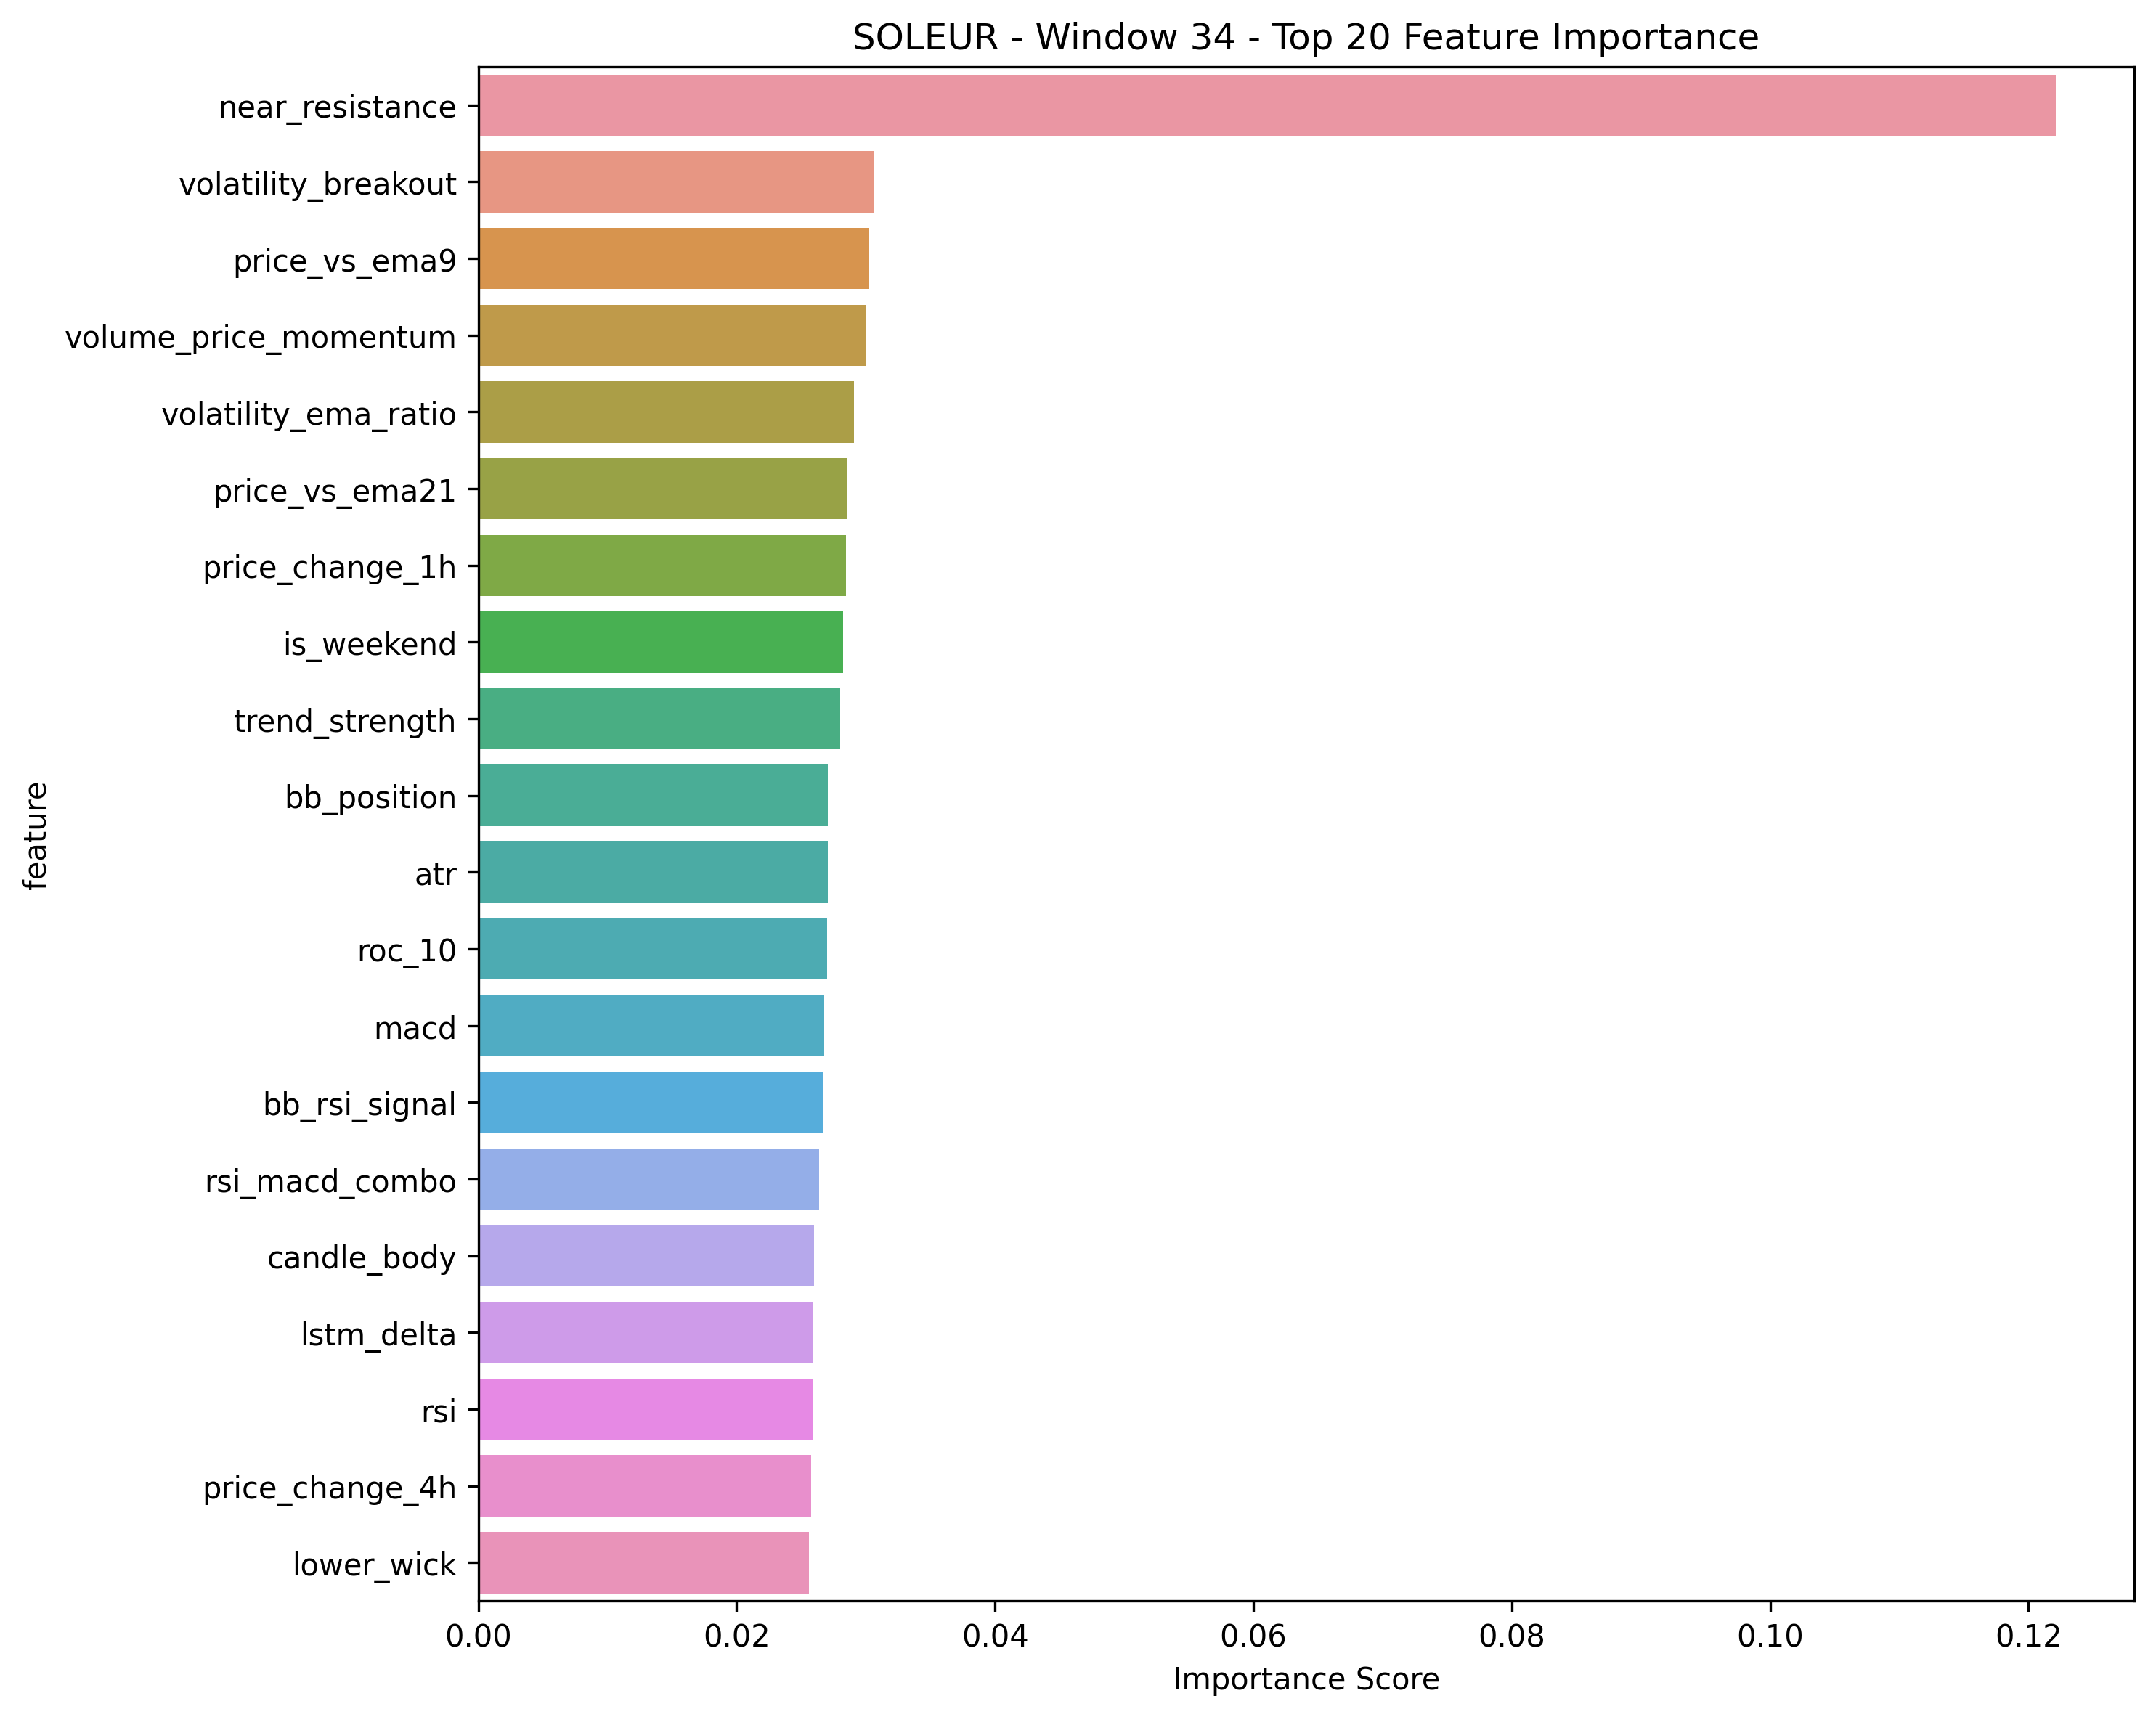 SOLEUR - Window 34 - Top 20 Feature Importance
near_resistance
volatility_breakout
price_vs_ema9
volume_price_momentum
volatility_ema_ratio
price_vs_ema21
price_change_1h
is_weekend
trend_strength
bb_position
atr
roc_10
macd
bb_rsi_signal
rsi_macd_combo
candle_body
lstm_delta
rsi
price_change_4h
lower_wick
feature
0.00 0.02 0.04 0.06 0.08 0.10 0.12
Importance Score